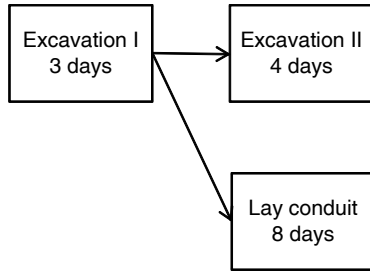 Excavation I
3 days
Excavation II
4 days
Lay conduit
8 days